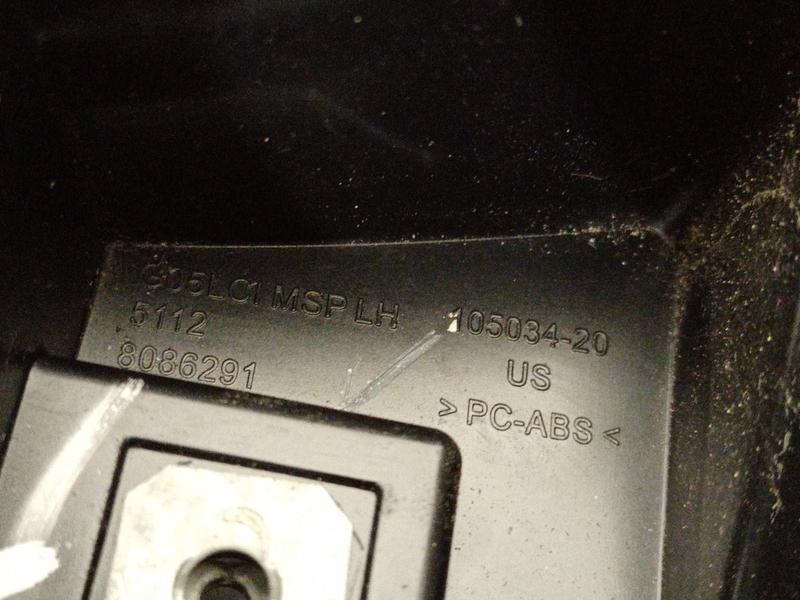 G05LCI MSP LH
5112
8086291
105034-20
US
> PC-ABS <